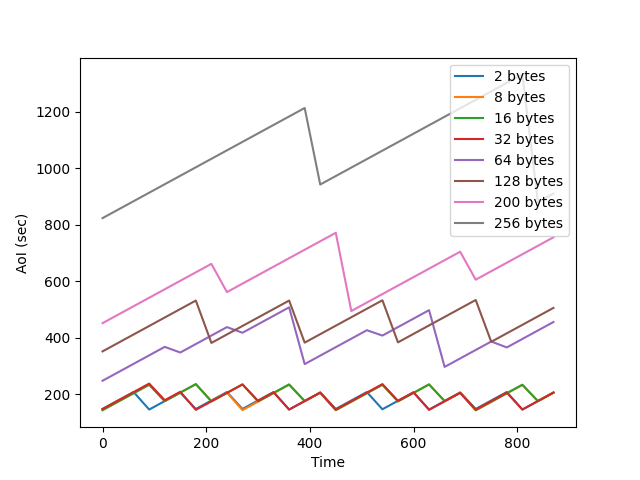 2 bytes
8 bytes
16 bytes
32 bytes
64 bytes
128 bytes
200 bytes
256 bytes
AoI (sec)
1200
1000
800
600
400
200
0 200 400 600 800
Time